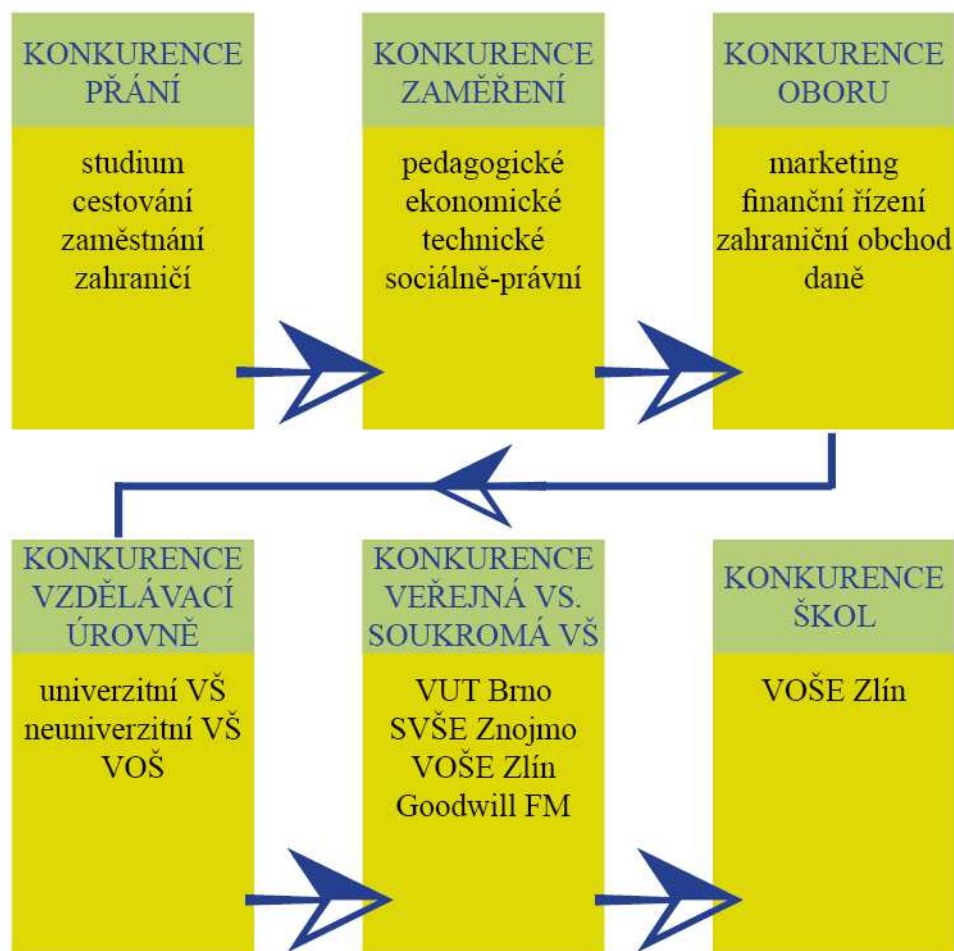 KONKURENCE
PŘÁNÍ
studium
cestování
zaměstnání
zahraničí
KONKURENCE
ZAMĚŘENÍ
pedagogické
ekonomické
technické
sociálně-právní
KONKURENCE
OBORU
marketing
finanční řízení
zahraniční obchod
daně
KONKURENCE
VZDĚLÁVACÍ
ÚROVNĚ
univerzitní VŠ
neuniverzitní VŠ
VOŠ
KONKURENCE
VEŘEJNÁ VS.
SOUKROMÁ VŠ
VUT Brno
SVŠE Znojmo
VOŠE Zlín
Goodwill FM
KONKURENCE
ŠKOL
VOŠE Zlín